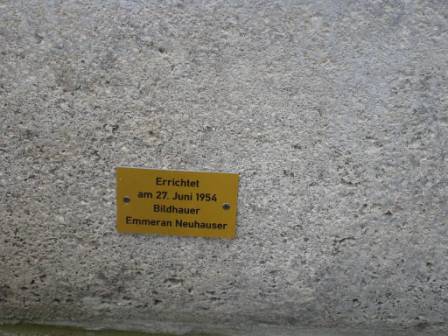 Errichtet
am 27. Juni 1954
Bildhauer
Emmeran Neuhauser